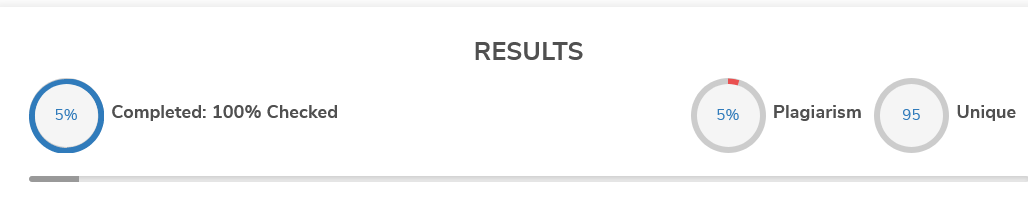 RESULTS
5% Completed: 100% Checked 5% Plagiarism 95 Unique